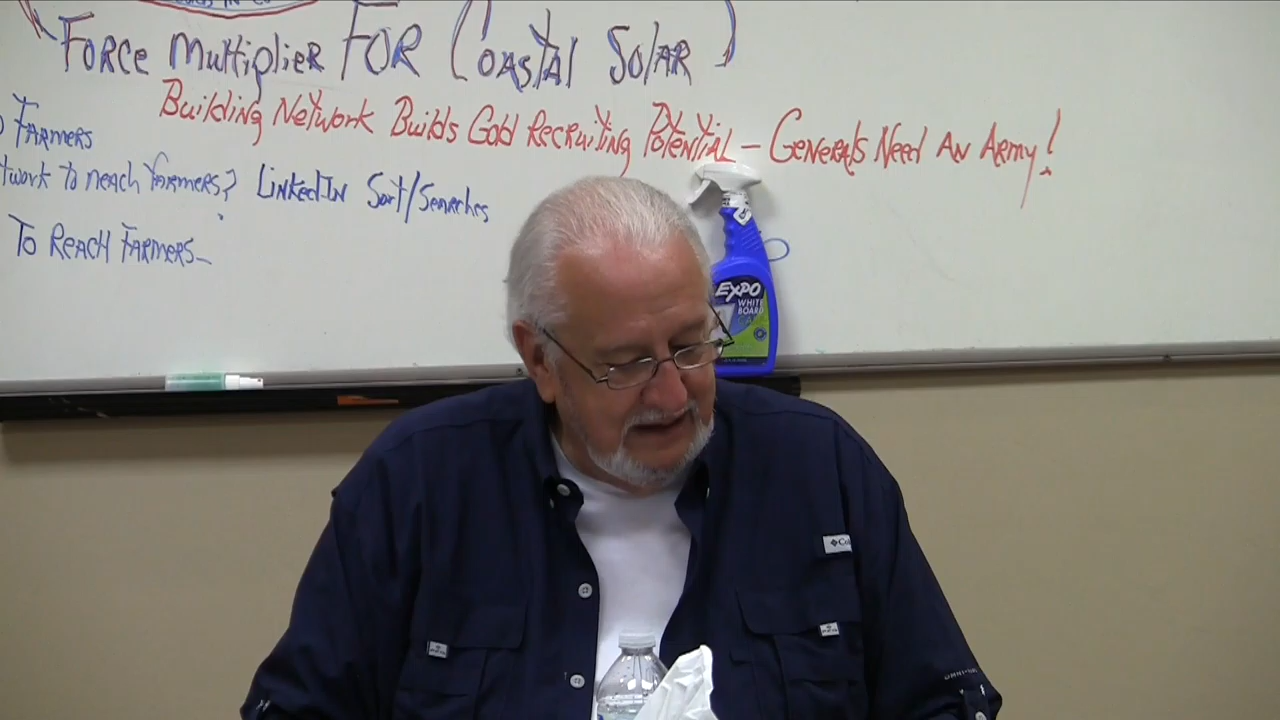 Force Multiplier FOR (Coastal Solar)
Building Network Builds Gold Recruiting Potential – Generals Need An Army!
Farmers
twork to reach farmers? LinkedIn Sort/Searches
To Reach Farmers_
EXPO
WHITE
BOARD